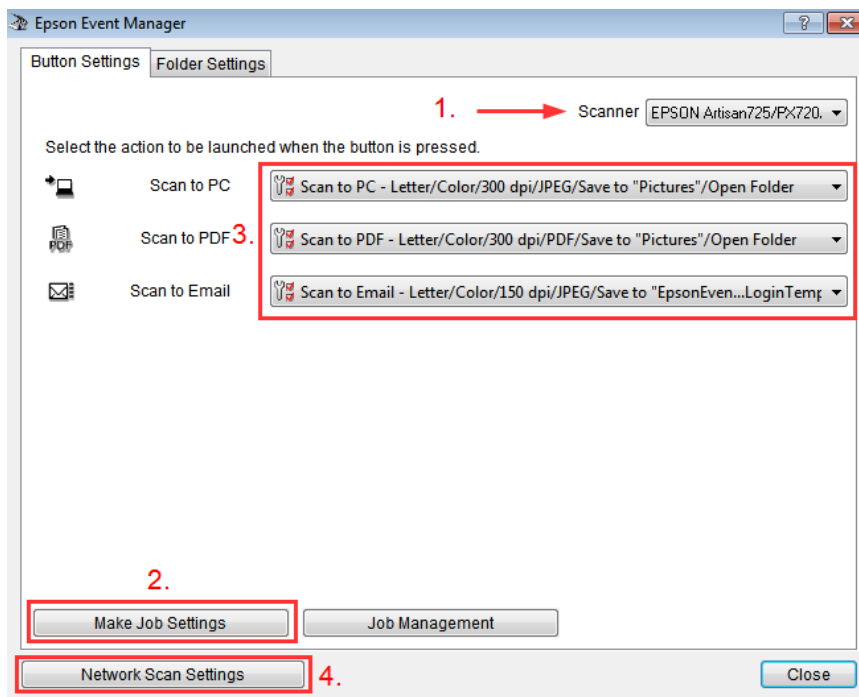 Epson Event Manager
Button Settings Folder Settings
1. Scanner EPSON Artisan725/PX720.
Select the action to be launched when the button is pressed.
Scan to PC Scan to PC - Letter/Color/300 dpi/JPEG/Save to "Pictures"/Open Folder
PDF Scan to PDF 3. Scan to PDF - Letter/Color/300 dpi/PDF/Save to "Pictures"/Open Folder
Scan to Email Scan to Email - Letter/Color/150 dpi/JPEG/Save to "EpsonEven...LoginTemp
2.
Make Job Settings Job Management
Network Scan Settings 4. Close